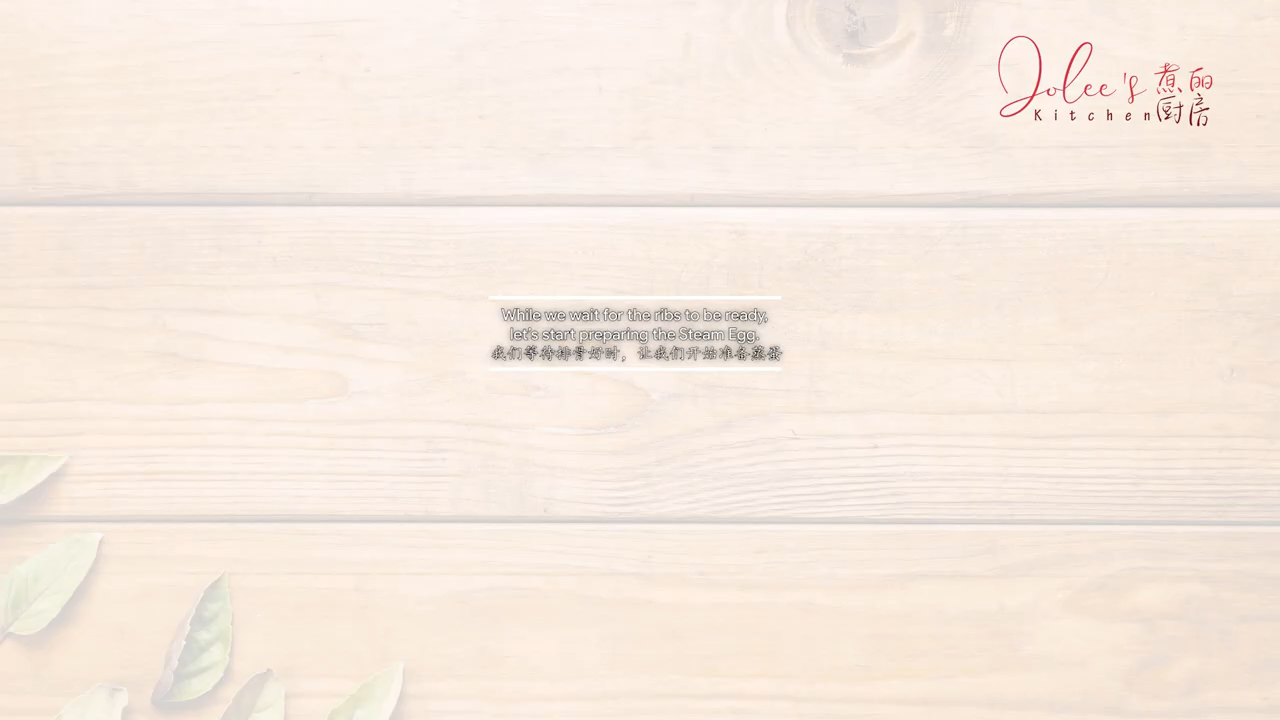 Jolee's 煮丽
Kitchen 厨房
While we wait for the ribs to be ready,
let's start preparing the Steam Egg.
我们等待排骨好时，让我们开始准备蒸蛋